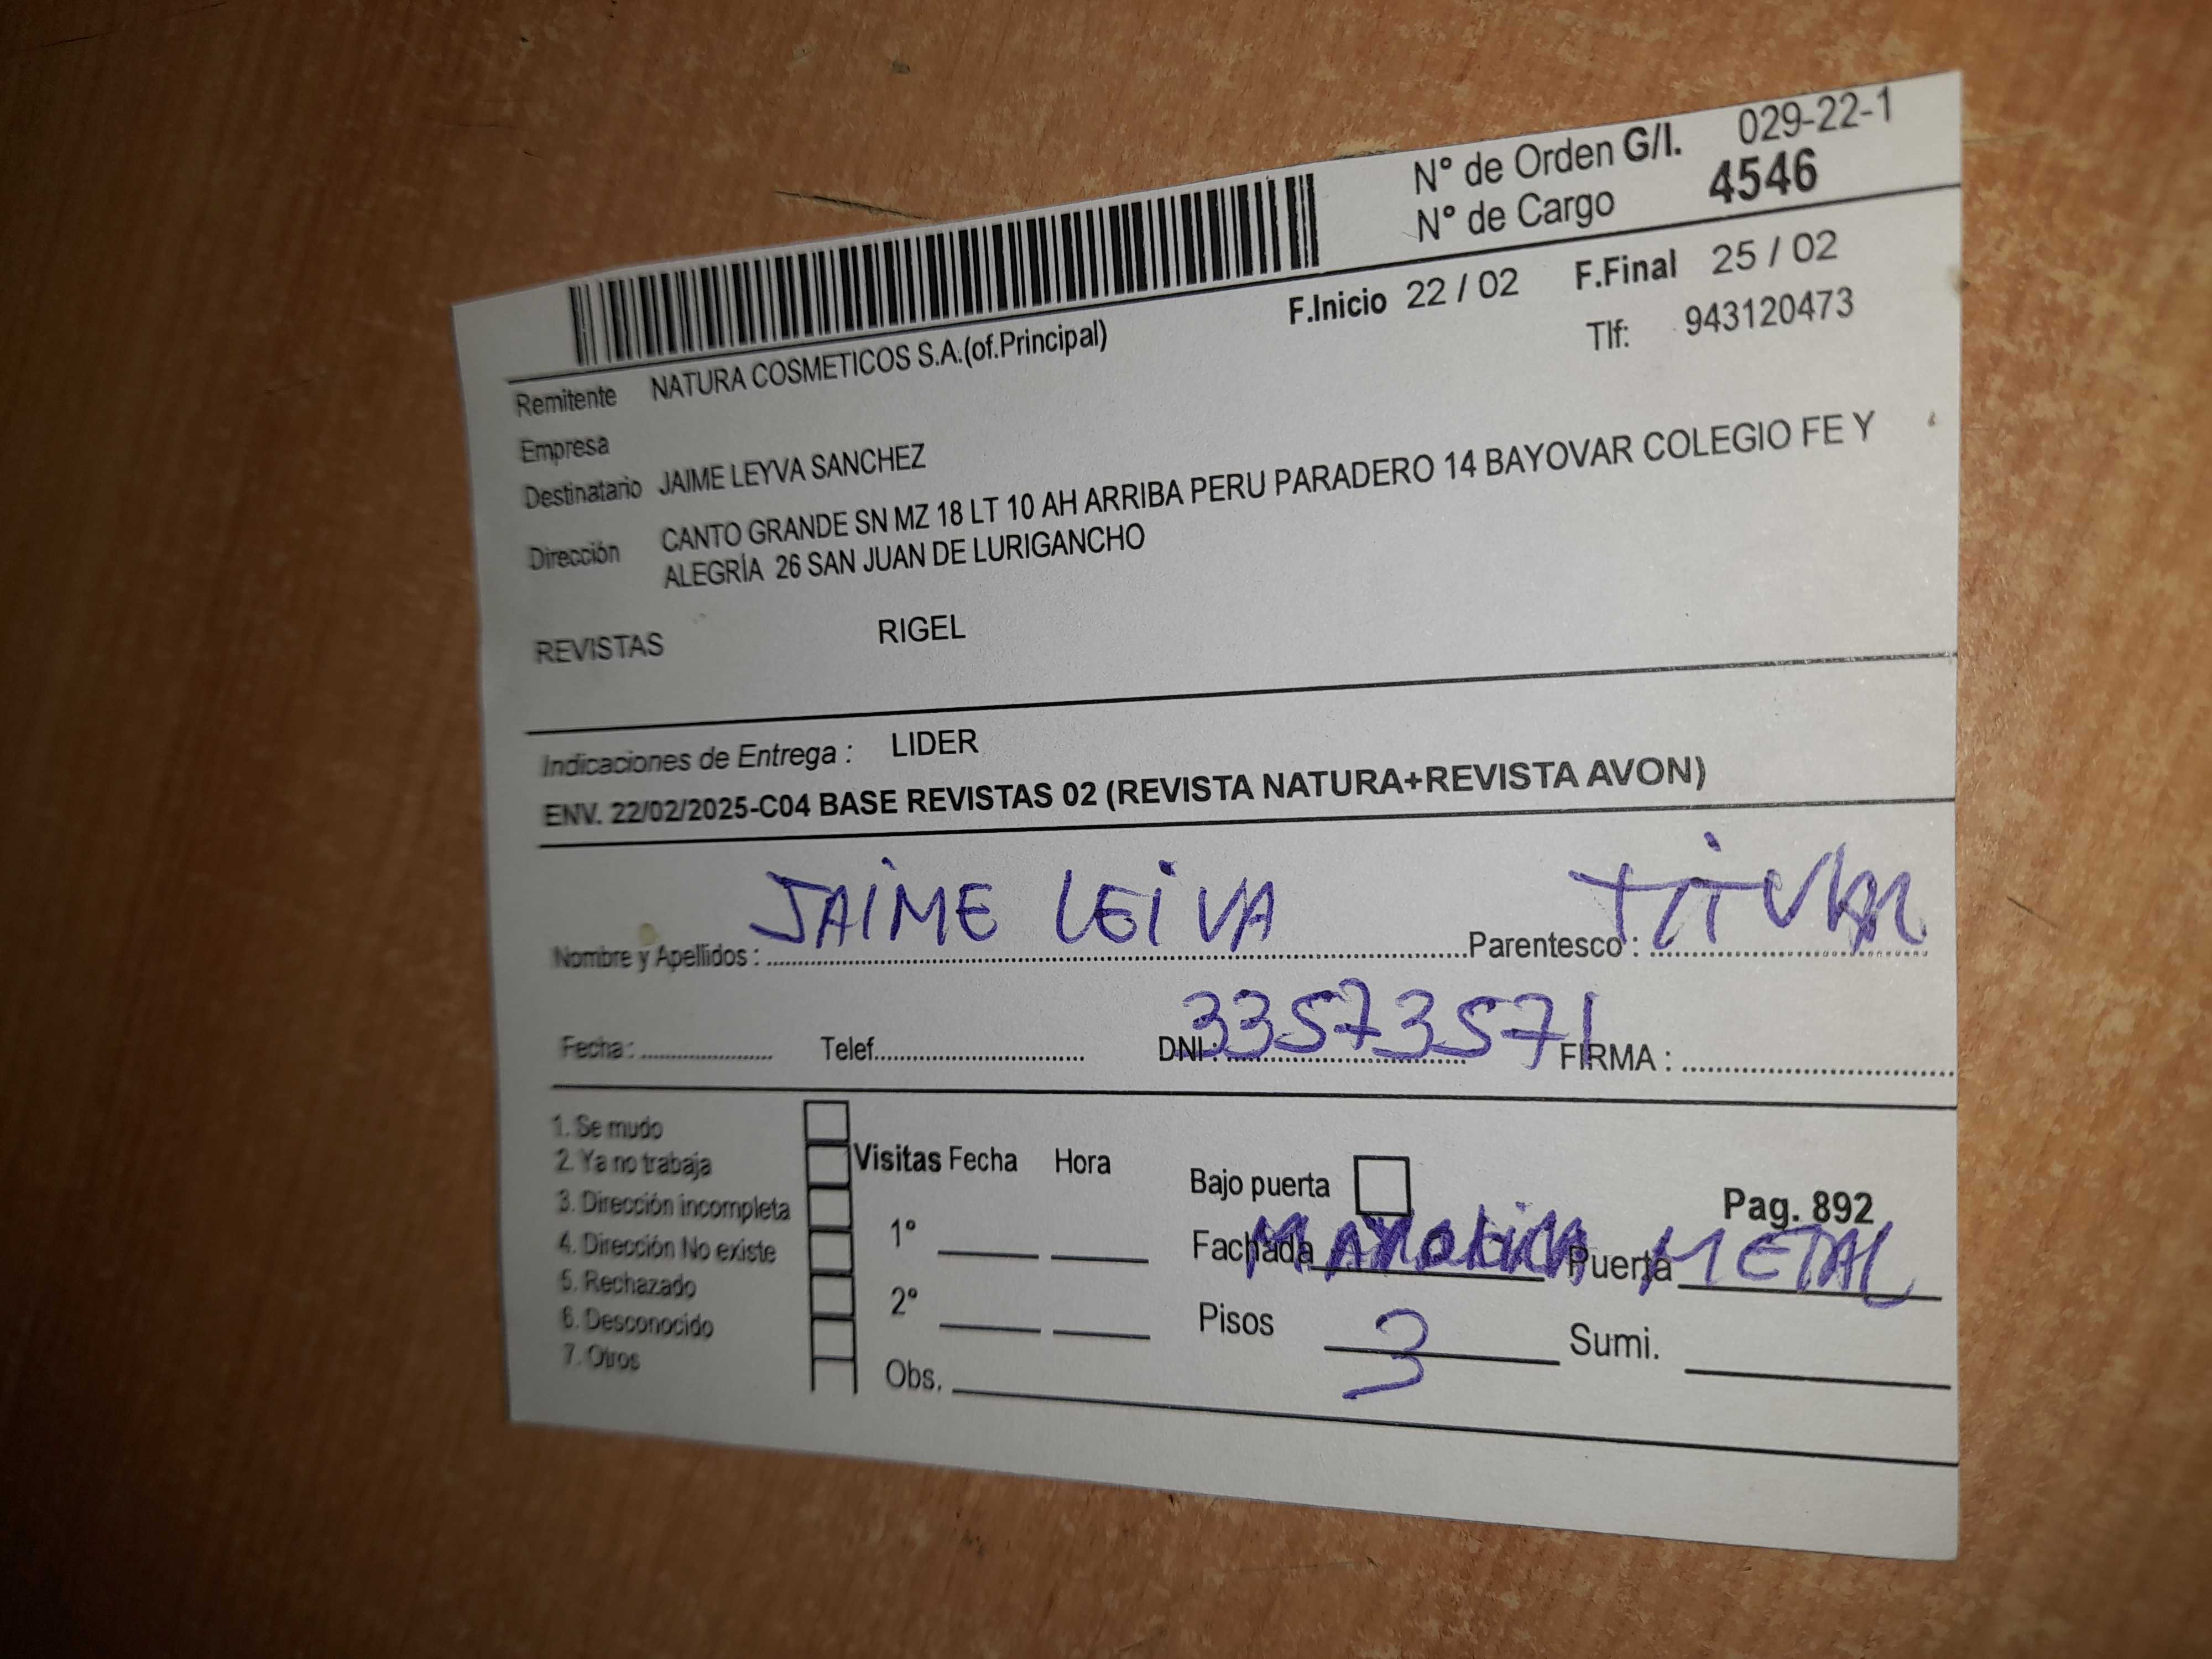 N° de Orden G/I. 029-22-1
N° de Cargo 4546
F.Inicio 22 / 02 F.Final 25 / 02
Remitente NATURA COSMETICOS S.A.(of.Principal) Tlf: 943120473
Empresa
Destinatario JAIME LEYVA SANCHEZ
Dirección CANTO GRANDE SN MZ 18 LT 10 AH ARRIBA PERU PARADERO 14 BAYOVAR COLEGIO FE Y
ALEGRÍA 26 SAN JUAN DE LURIGANCHO
REVISTAS RIGEL
Indicaciones de Entrega : LIDER
ENV. 22/02/2025-C04 BASE REVISTAS 02 (REVISTA NATURA+REVISTA AVON)
Nombre y Apellidos : JAIME LEIVA Parentesco : TITULAR
Fecha: Telef. DNI : 33573571 FIRMA :
1. Se mudo
2. Ya no trabaja
3. Dirección incompleta
4. Dirección No existe
5. Rechazado
6. Desconocido
7. Otros
Visitas Fecha Hora
1°
2°
Obs.
Bajo puerta Pag. 892
Fachada Puerta METAL
Pisos 3 Sumi.